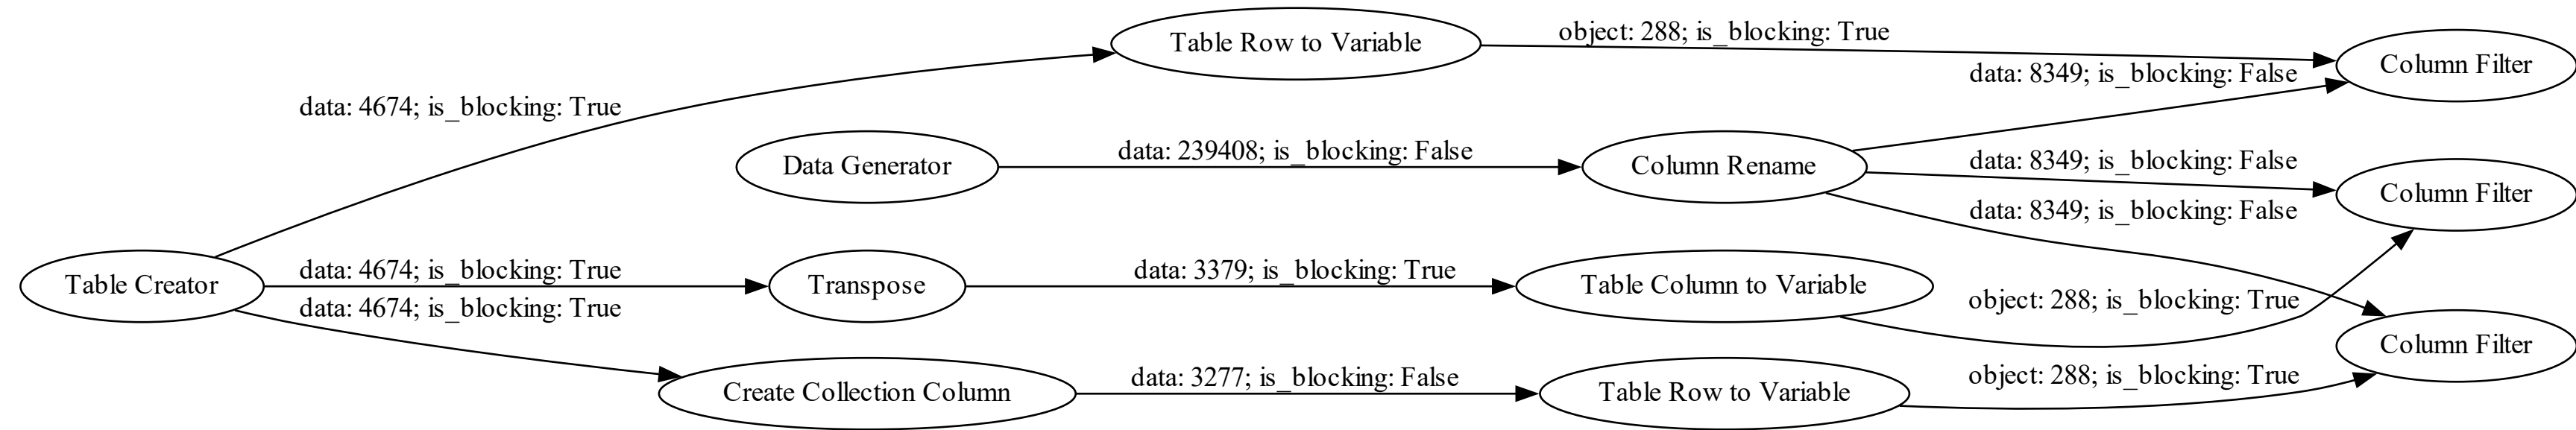 Table Row to Variable
object: 288; is_blocking: True
Column Filter
data: 8349; is_blocking: False
data: 4674; is_blocking: True
Data Generator
data: 239408; is_blocking: False
Column Rename
data: 8349; is_blocking: False
Column Filter
data: 8349; is_blocking: False
Table Creator
data: 4674; is_blocking: True
Transpose
data: 3379; is_blocking: True
Table Column to Variable
object: 288; is_blocking: True
data: 4674; is_blocking: True
Column Filter
Create Collection Column
data: 3277; is_blocking: False
Table Row to Variable
object: 288; is_blocking: True